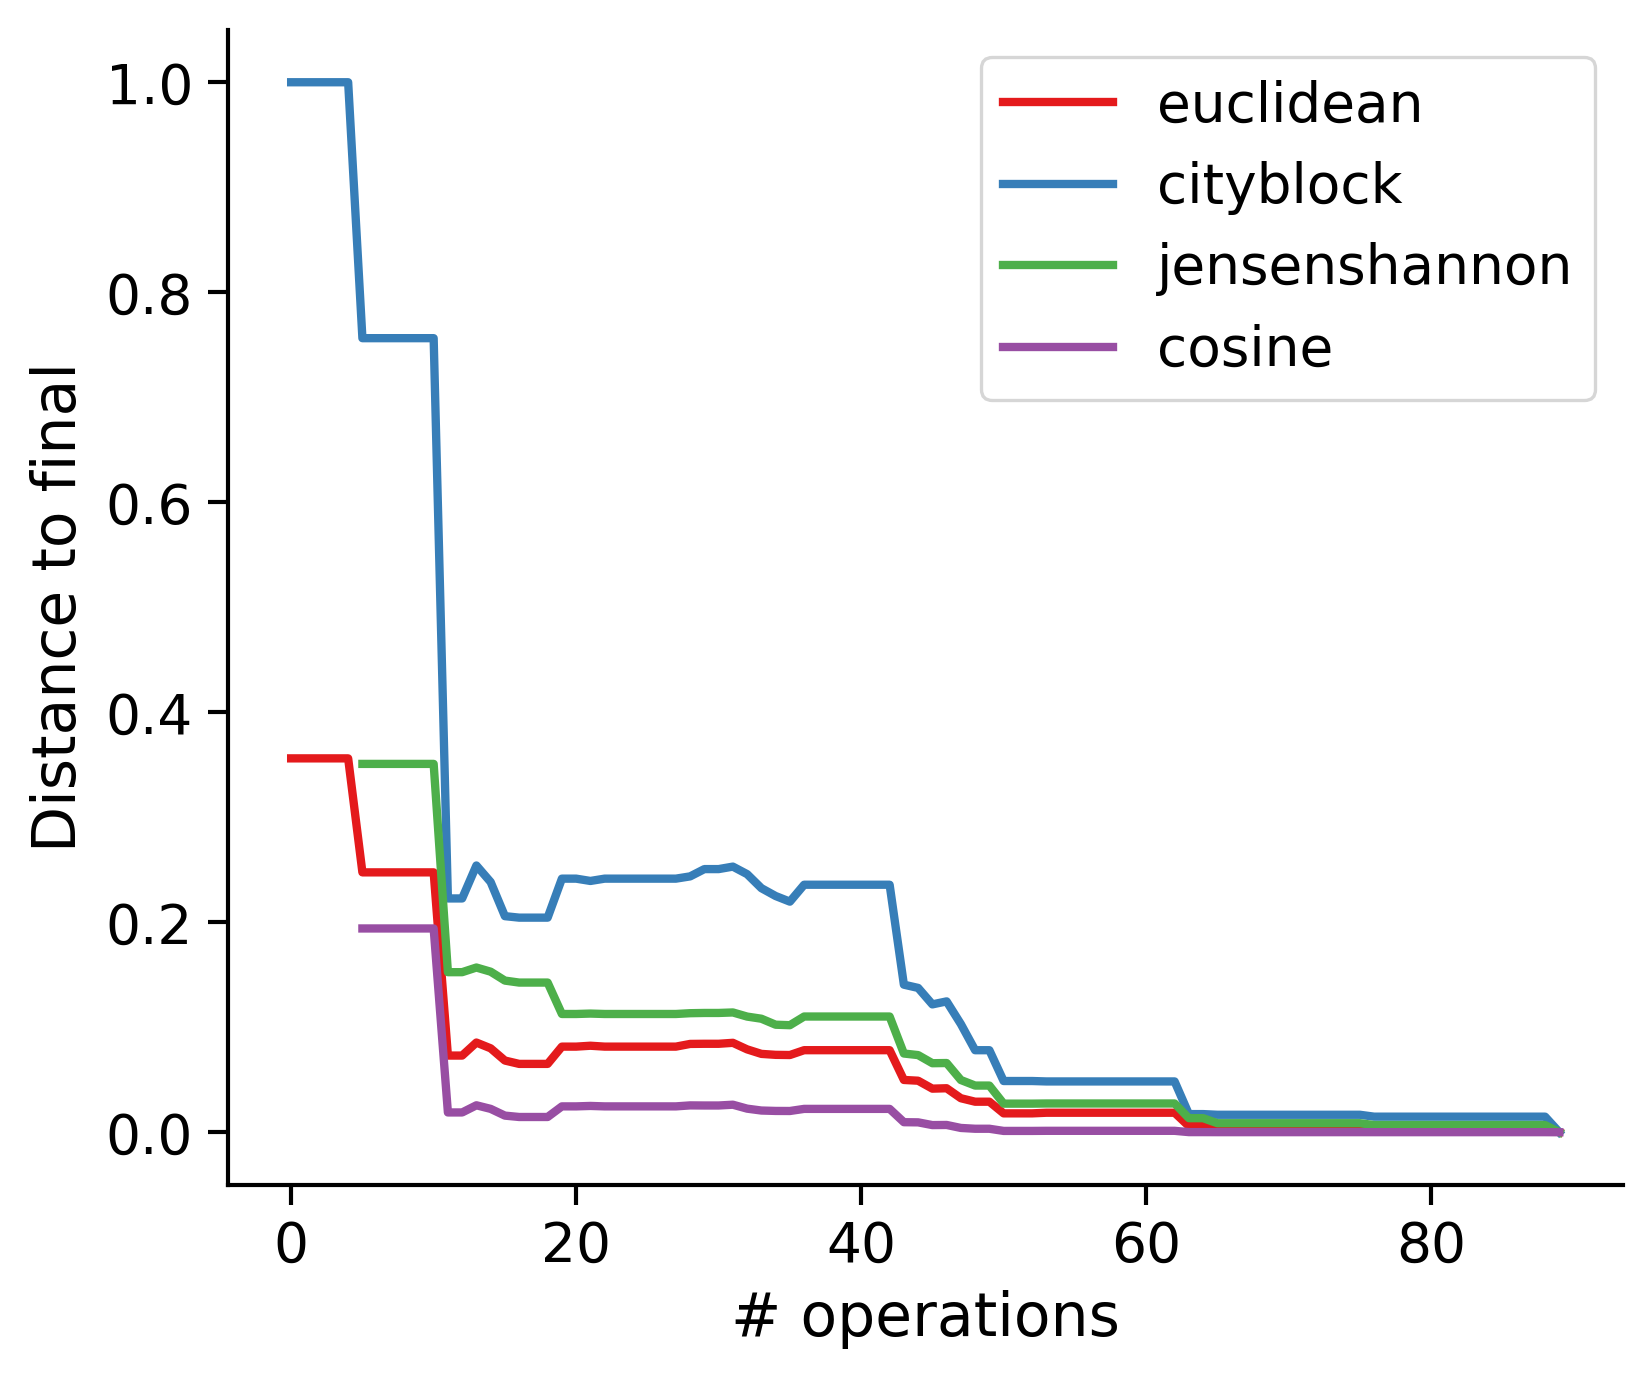 1.0
0.8
0.6
0.4
0.2
0.0
Distance to final
0 20 40 60 80
# operations
euclidean
cityblock
jensenshannon
cosine